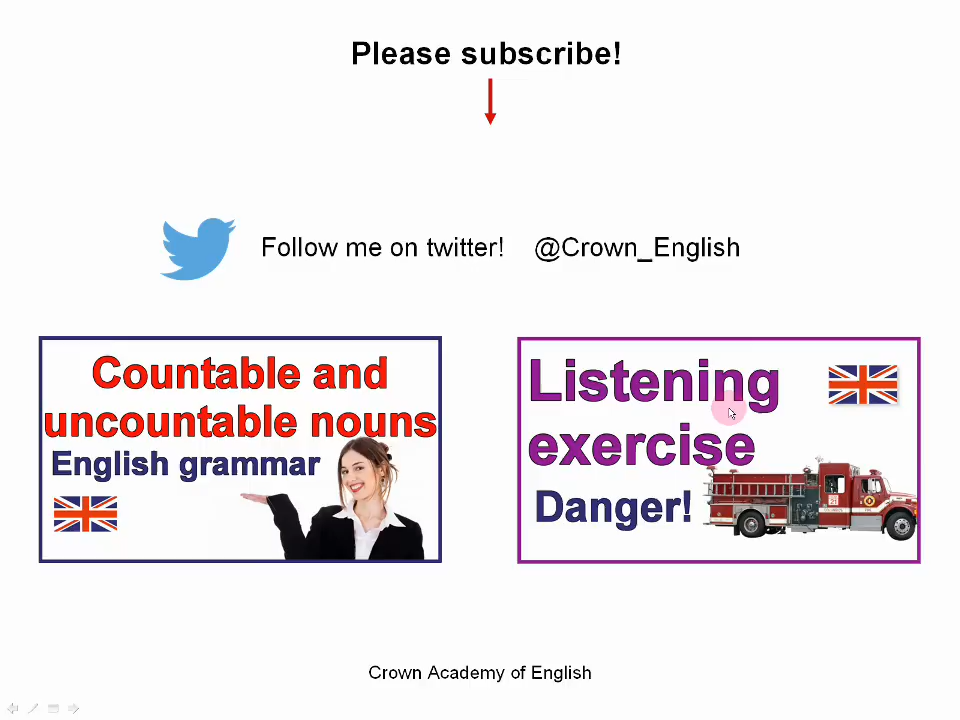 Please subscribe!
Follow me on twitter! @Crown_English
Countable and
uncountable nouns
English grammar
Listening
exercise
Danger!
Crown Academy of English